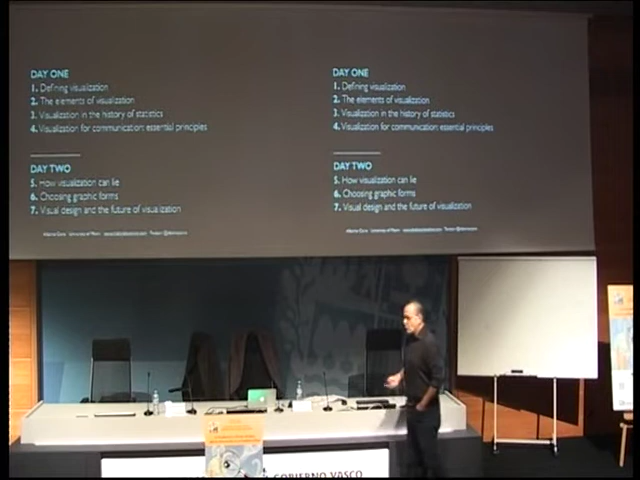 DAY ONE
1. Defining visualization
2. The elements of visualization
3. Visualization in the history of statistics
4. Visualization for communication: essential principles
DAY TWO
5. How visualization can lie
6. Choosing graphic forms
7. Visual design and the future of visualization
DAY ONE
1. Defining visualization
2. The elements of visualization
3. Visualization in the history of statistics
4. Visualization for communication: essential principles
DAY TWO
5. How visualization can lie
6. Choosing graphic forms
7. Visual design and the future of visualization
GOBIERNO VASCO